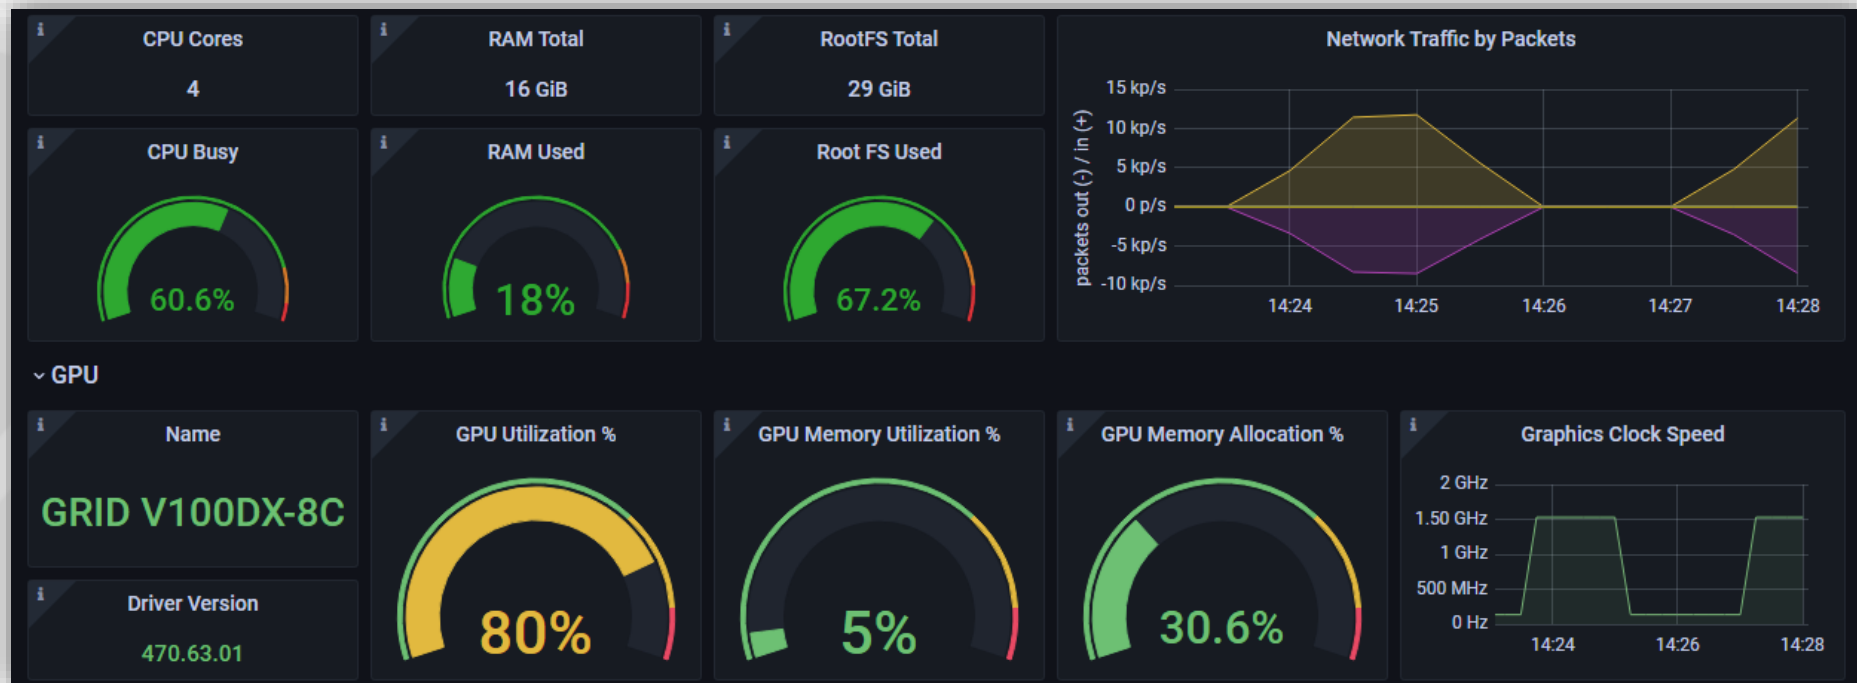 CPU Cores
4
RAM Total
16 GiB
RootFS Total
29 GiB
CPU Busy
60.6%
RAM Used
18%
Root FS Used
67.2%
Network Traffic by Packets
packets out (-) / in (+)
15 kp/s
10 kp/s
5 kp/s
0 p/s
-5 kp/s
-10 kp/s
14:24 14:25 14:26 14:27 14:28
GPU
Name
GRID V100DX-8C
Driver Version
470.63.01
GPU Utilization %
80%
GPU Memory Utilization %
5%
GPU Memory Allocation %
30.6%
Graphics Clock Speed
2 GHz
1.50 GHz
1 GHz
500 MHz
0 Hz
14:24 14:26 14:28